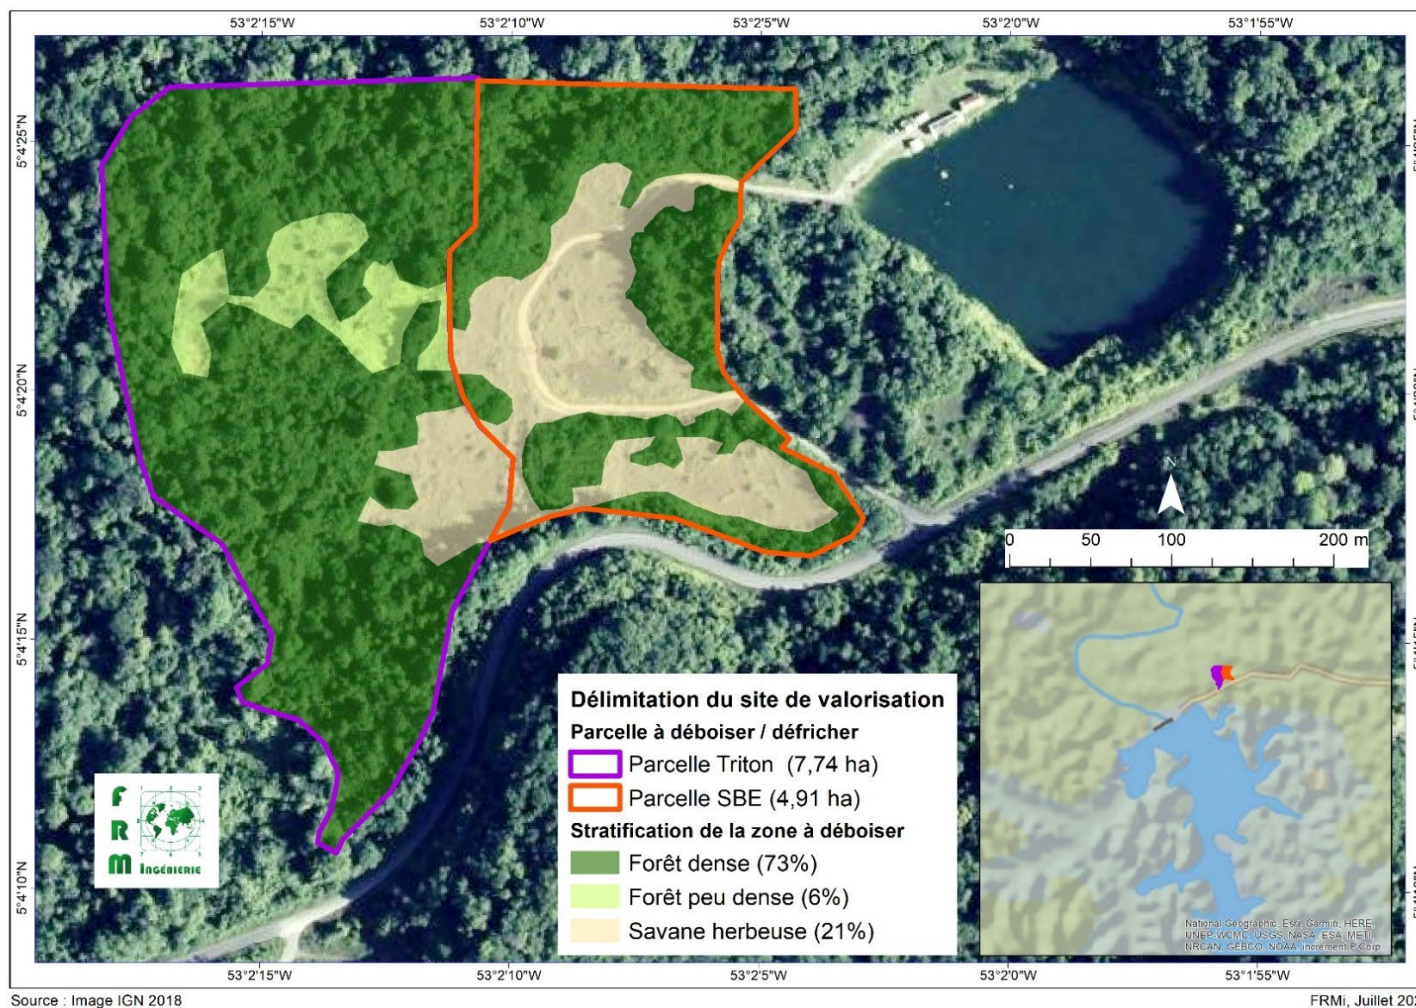 53°2'15"W 53°2'10"W 53°2'5"W 53°2'0"W 53°1'55"W
5°4'25"N
5°4'20"N
5°4'15"N
5°4'10"N
N
0 50 100 200 m
Délimitation du site de valorisation
Parcelle à déboiser / défricher
Parcelle Triton (7,74 ha)
Parcelle SBE (4,91 ha)
Stratification de la zone à déboiser
Forêt dense (73%)
Forêt peu dense (6%)
Savane herbeuse (21%)
F
R
M INGÉNIERIE
National Geographic, Esri, Garmin, HERE,
UNEP-WCMC, USGS, NASA, ESA, METI,
NRCAN, GEBCO, NOAA, increment P Corp.
53°2'15"W 53°2'10"W 53°2'5"W 53°2'0"W 53°1'55"W
Source : Image IGN 2018
FRMi, Juillet 202